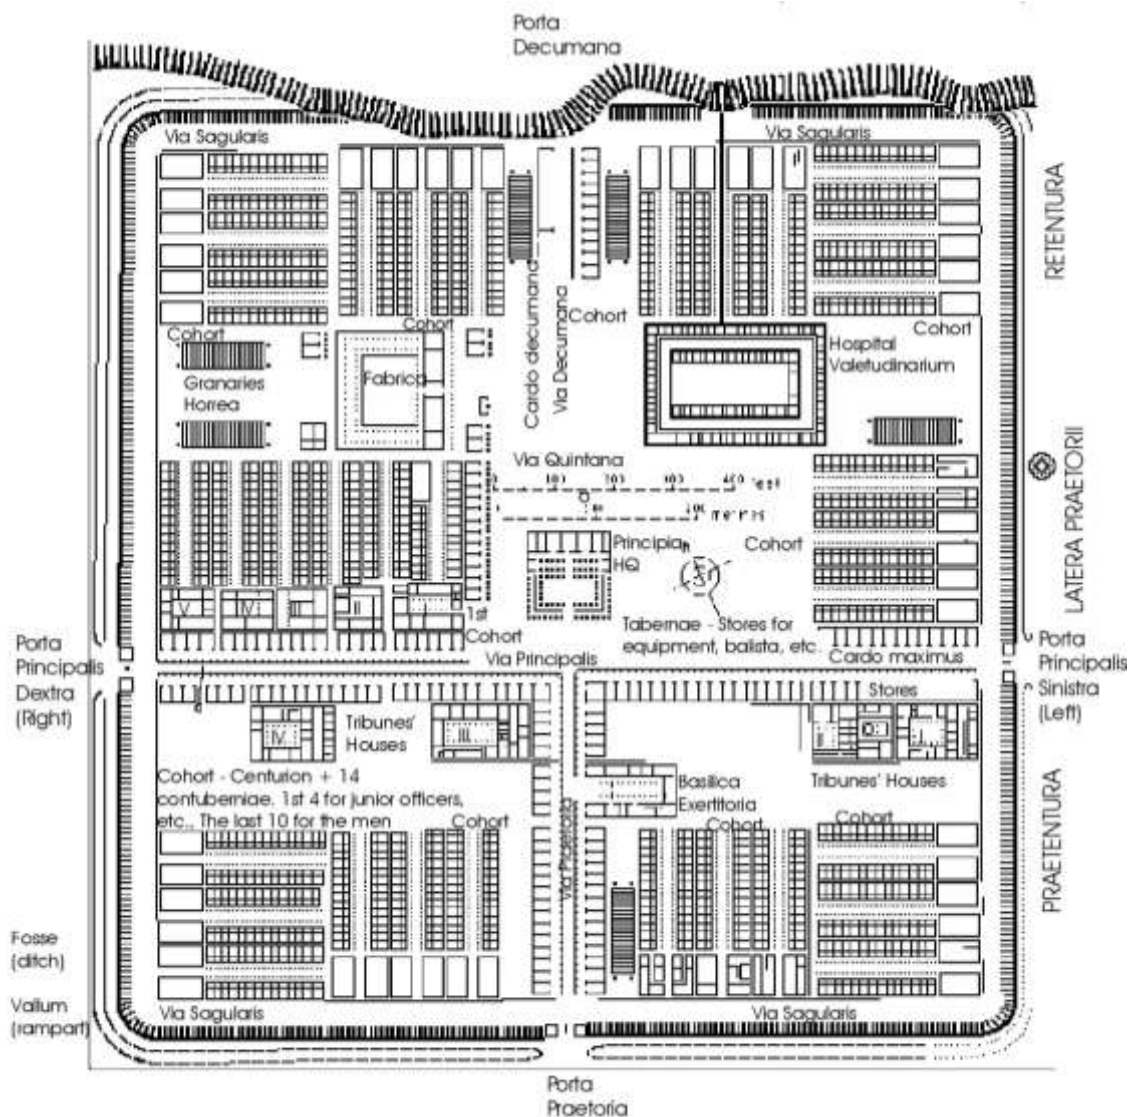 Porta
Decumana
Via Sagularis
Via Sagularis
RETENTURA
Cardo decumand
Via Decumana
Cohort
Cohort
Cohort
Cohort
Granaries
Horrea
Fabrica
Hospital
Valetudinarium
Via Quintana
100
200
400
LATERA PRAETORII
Principia
HQ
Cohort
V
IV
III
II
1st
Cohort
Tabernae - Stores for
equipment, balista, etc.
Porta
Principalis
Dextra
(Right)
Via Principalis
Cardo maximus
Porta
Principalis
Sinistra
(Left)
Stores
IV
Tribunes'
Houses
III
Tribunes' Houses
Cohort - Centurion + 14
contuberniae. 1st 4 for junior officers,
etc., The last 10 for the men
Cohort
Basilica
Exertitoria
Cohort
Cohort
Via Praetoria
PRAETENTURA
Fosse
(ditch)
Vallum
(rampart)
Via Sagularis
Via Sagularis
Porta
Praetoria